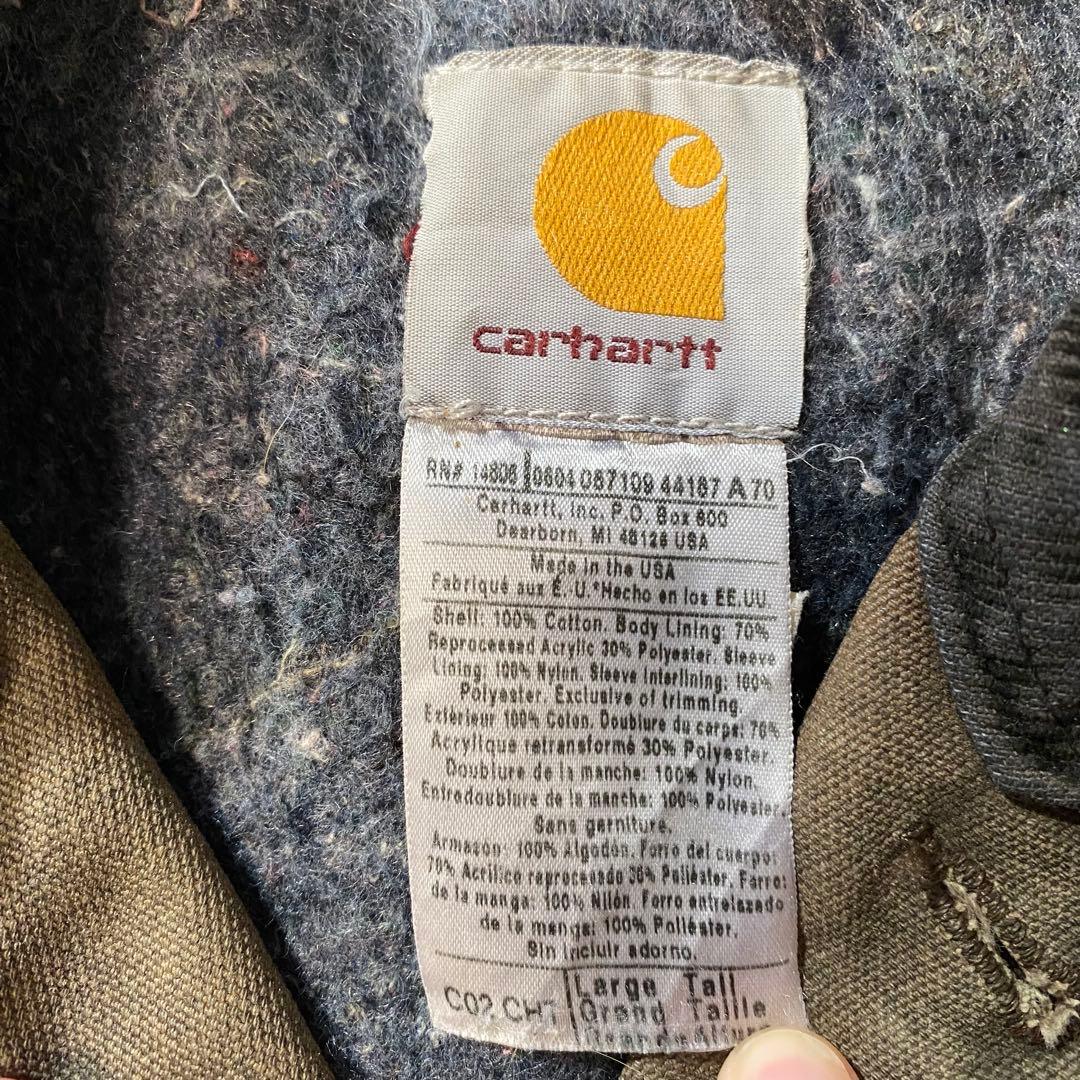 carhartt
RN# 14806 0604 087109 44187 A 70
Carhartt, Inc. P.O. Box 600
Dearborn, MI 48126 USA
Made in the USA
Fabriqué aux É.-U.*Hecho en los EE.UU.
Shell: 100% Cotton. Body Lining: 70%
Reprocessed Acrylic 30% Polyester. Sleeve
Lining: 100% Nylon. Sleeve Interlining: 100%
Polyester. Exclusive of trimming.
Extérieur 100% Coton. Doublure du corps: 70%
Acrylique retransformé 30% Polyester.
Doublure de la manche: 100% Nylon.
Entredoublure de la manche: 100% Polyester.
Sans garniture.
Armazon: 100% Algodón. Forro del cuerpo:
70% Acrílico reprocesado 30% Poliéster. Forro:
de la manga: 100% Nilón. Forro entrelazado
de la manga: 100% Poliéster.
Sin incluir adorno.
C02 CHT
Large Tall
Grand Taille